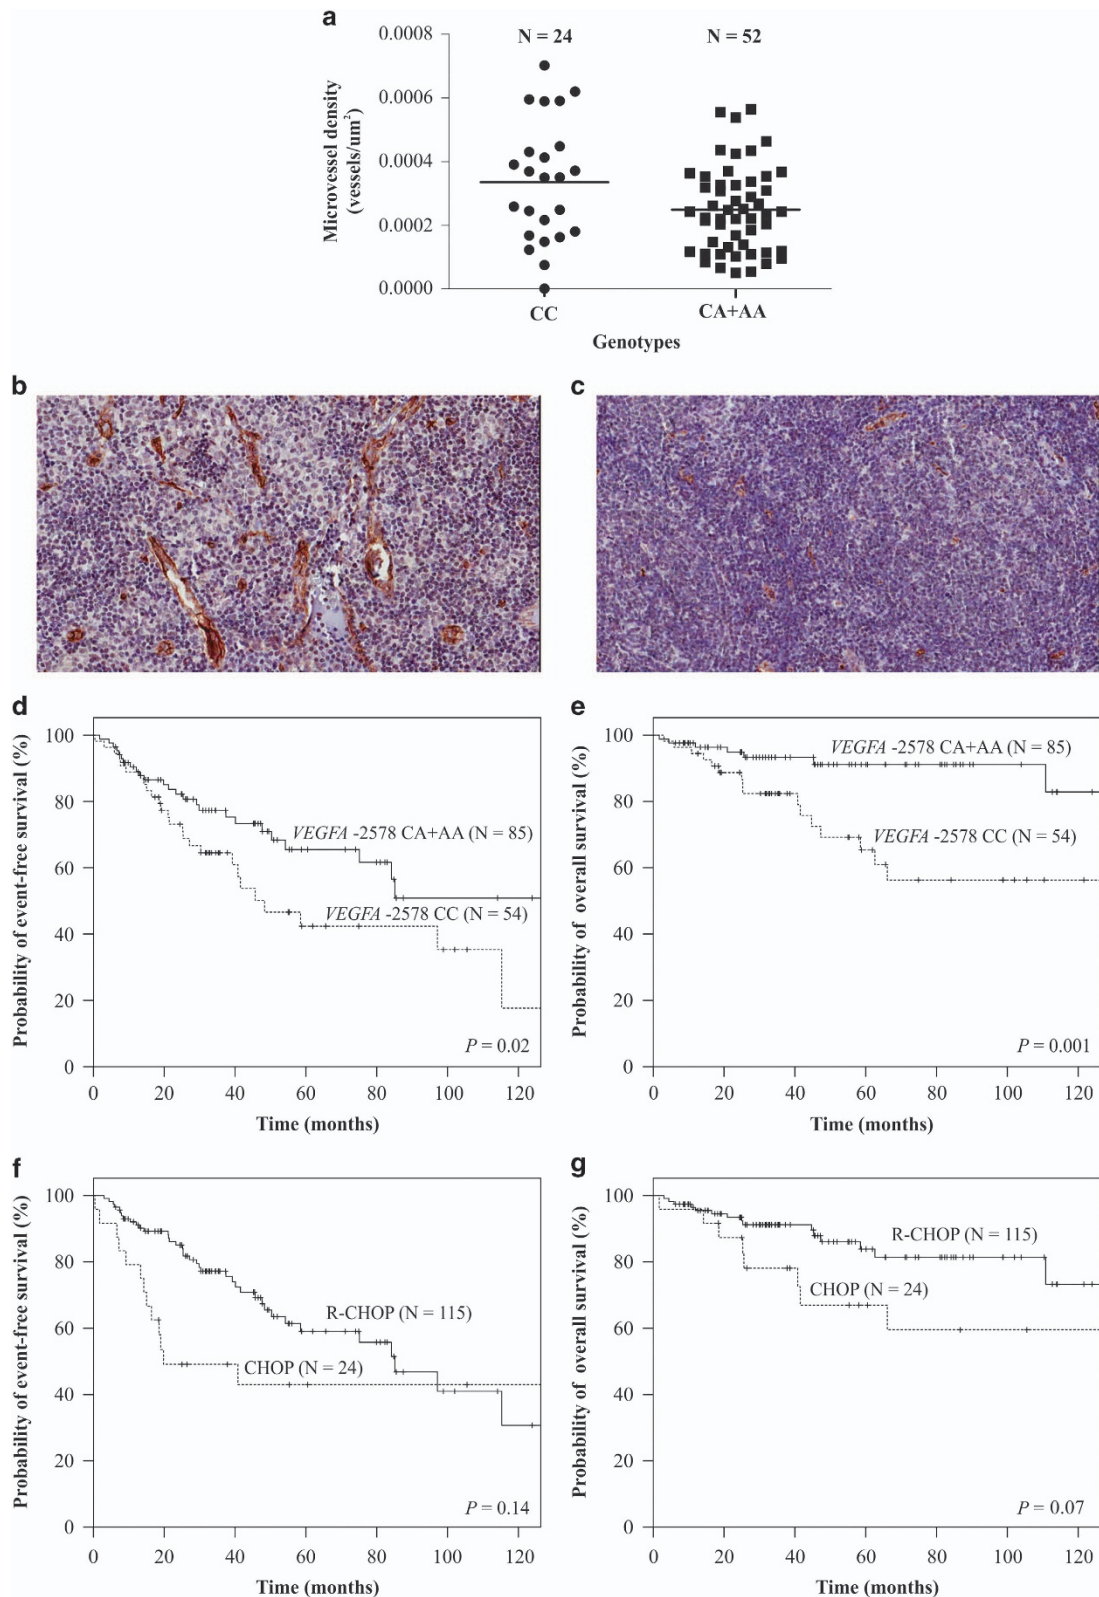 a
N = 24
N = 52
0.0008
0.0006
0.0004
0.0002
0.0000
Microvessel density
(vessels/um²)
CC
CA+AA
Genotypes
b
c
d
Probability of event-free survival (%)
100
80
60
40
20
0
VEGFA -2578 CA+AA (N = 85)
VEGFA -2578 CC (N = 54)
P = 0.02
0 20 40 60 80 100 120
Time (months)
e
Probability of overall survival (%)
100
80
60
40
20
0
VEGFA -2578 CA+AA (N = 85)
VEGFA -2578 CC (N = 54)
P = 0.001
0 20 40 60 80 100 120
Time (months)
f
Probability of event-free survival (%)
100
80
60
40
20
0
R-CHOP (N = 115)
CHOP (N = 24)
P = 0.14
0 20 40 60 80 100 120
Time (months)
g
Probability of overall survival (%)
100
80
60
40
20
0
R-CHOP (N = 115)
CHOP (N = 24)
P = 0.07
0 20 40 60 80 100 120
Time (months)